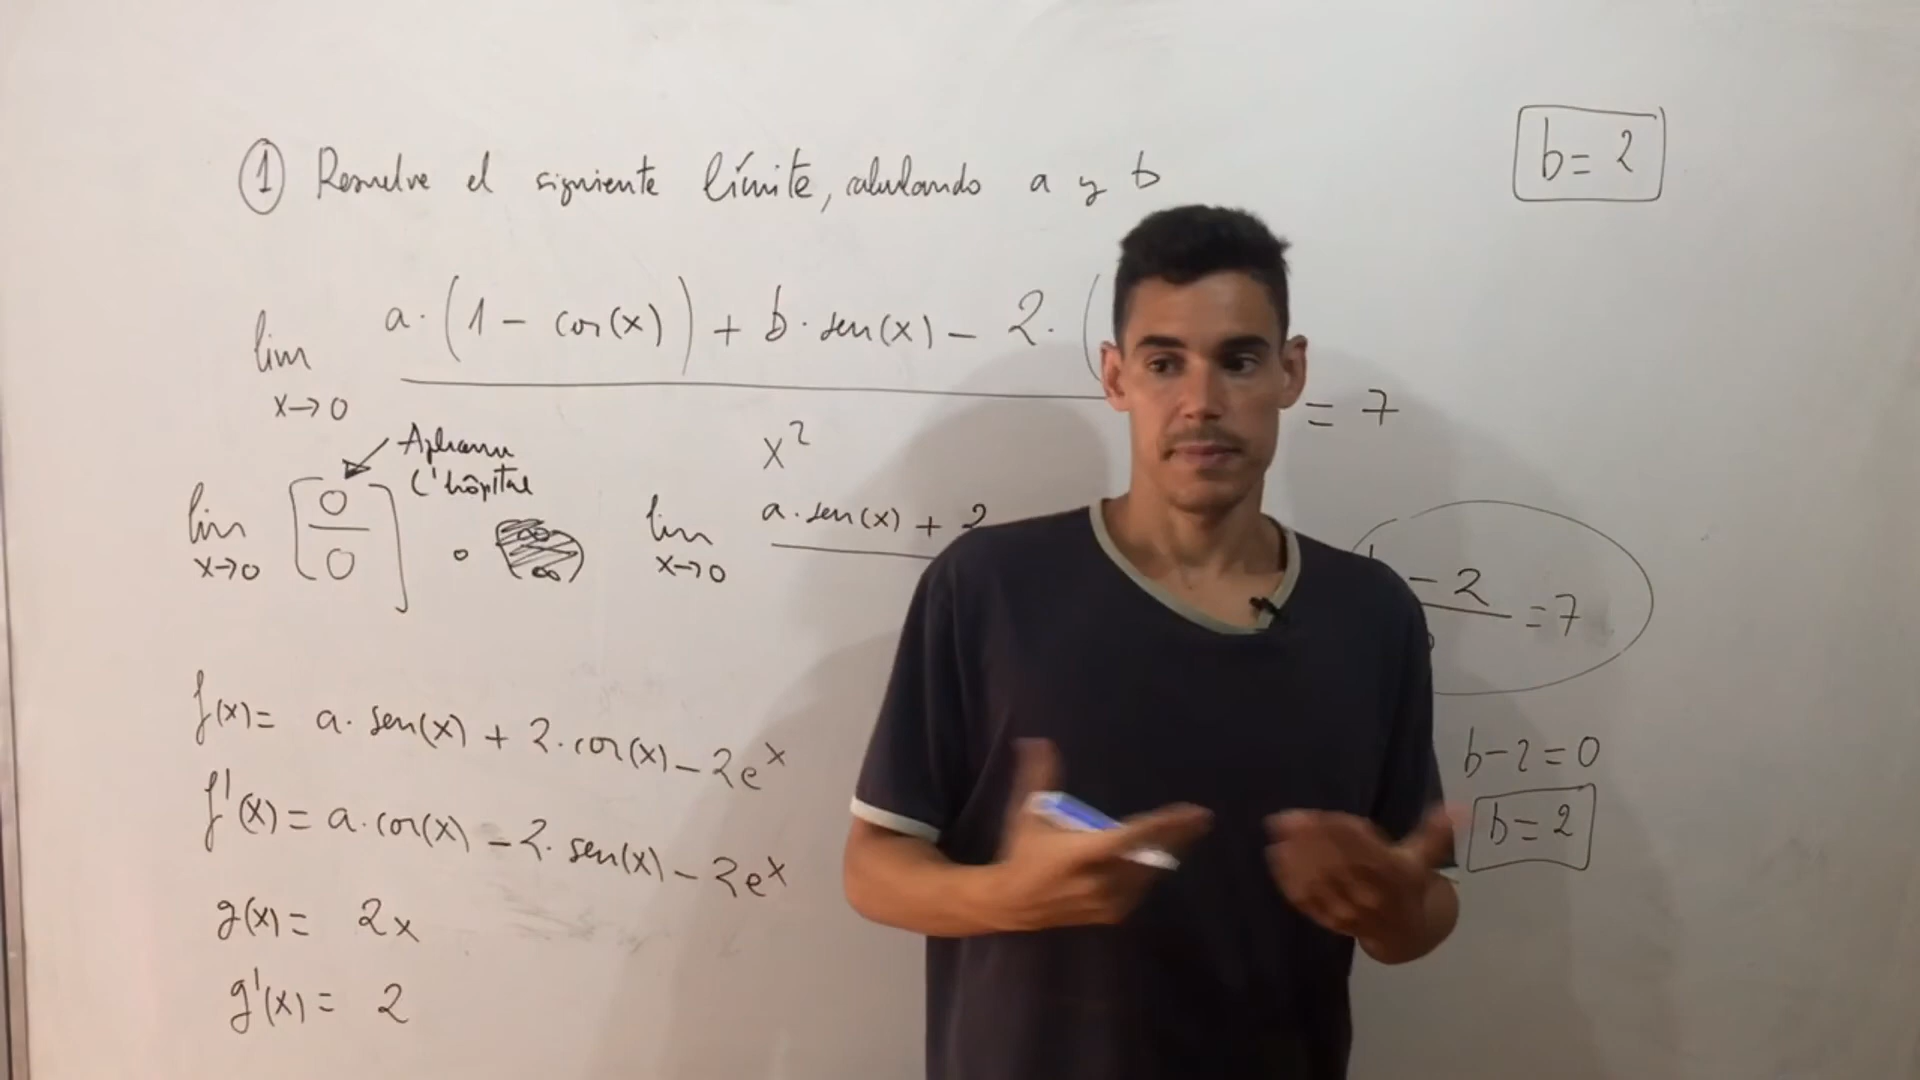 1 Resuelve el siguiente límite, calculando a y b
b = 2
lim x→0 a·(1 - cos(x)) + b·sen(x) - 2·( = 7
x²
Aplicamos L'hôpital
lim x→0 [0/0]
∞
lim x→0 a·sen(x) + 2
- 2 = 7
f(x) = a·sen(x) + 2·cos(x) - 2eˣ
b - 2 = 0
f'(x) = a·cos(x) - 2·sen(x) - 2eˣ
b = 2
g(x) = 2x
g'(x) = 2